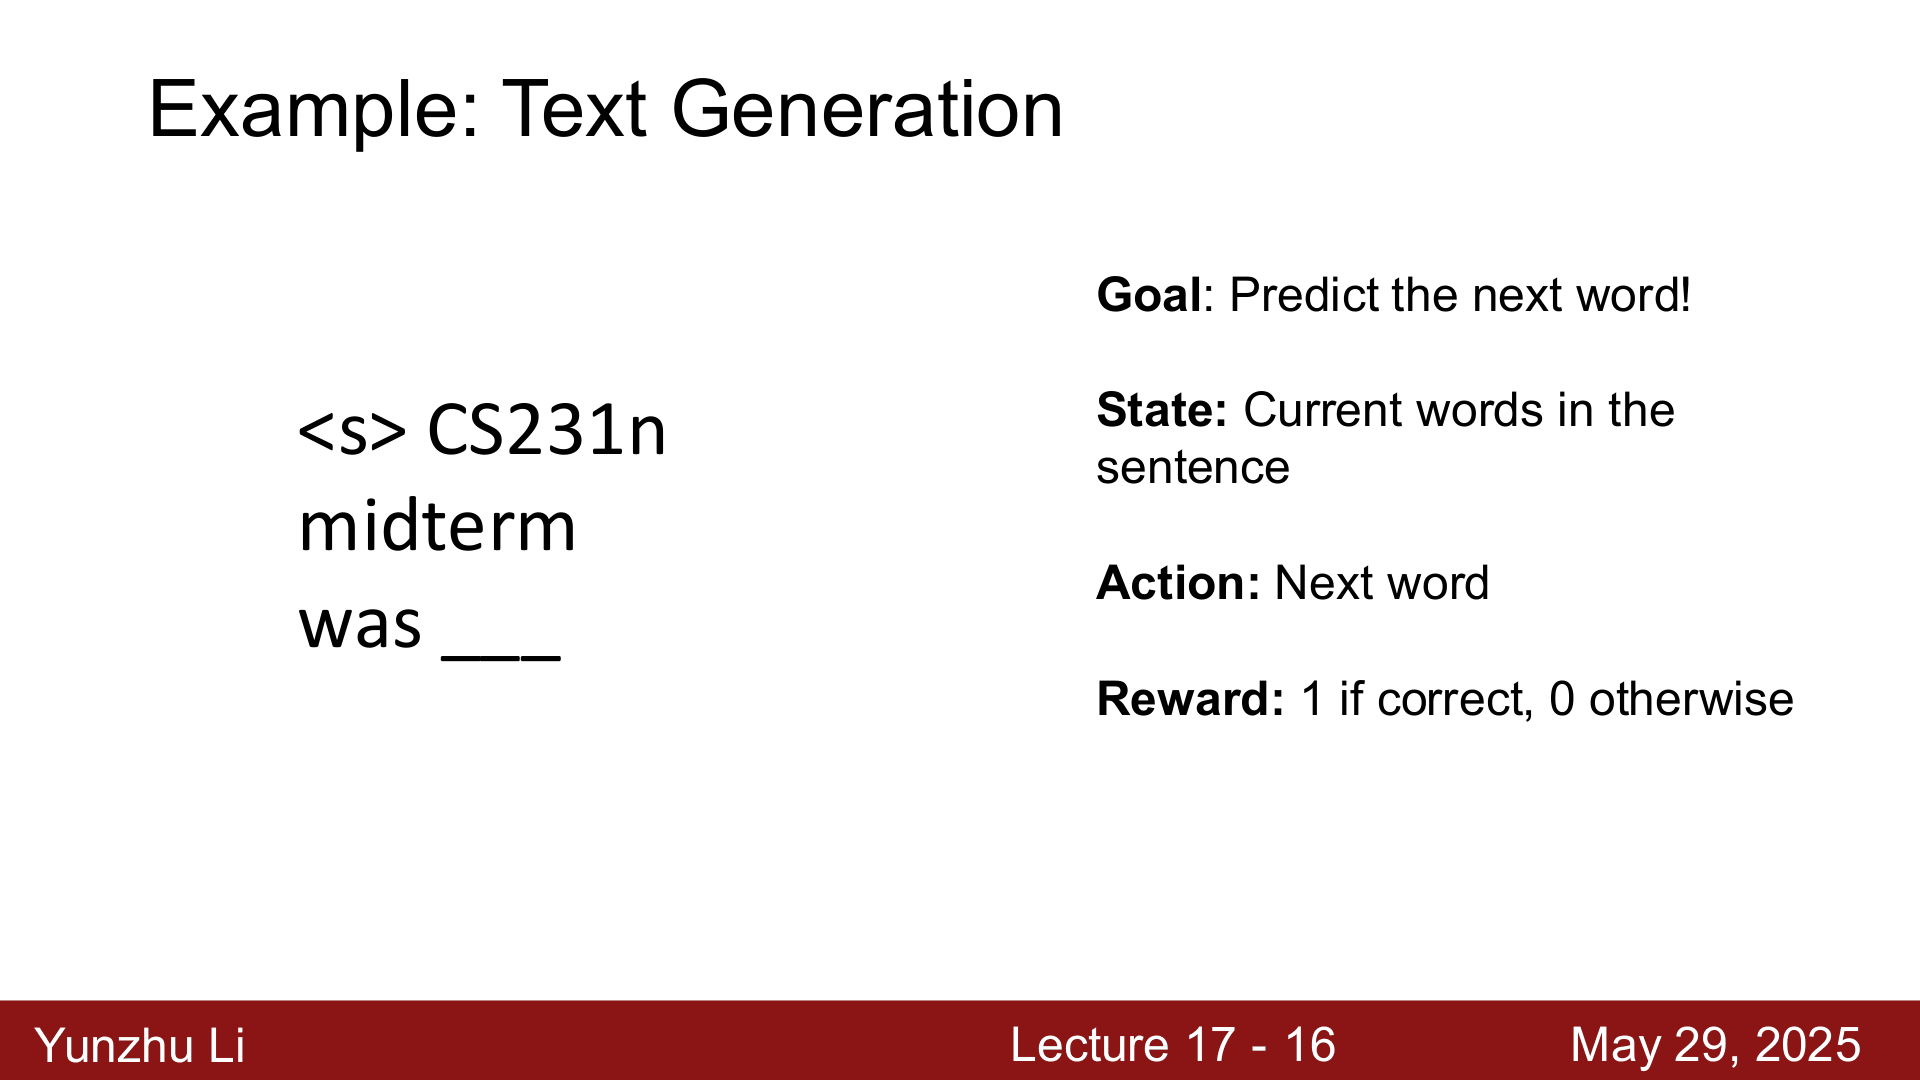 Example: Text Generation
<s> CS231n
midterm
was ___
Goal: Predict the next word!
State: Current words in the
sentence
Action: Next word
Reward: 1 if correct, 0 otherwise
Yunzhu Li
Lecture 17 - 16
May 29, 2025